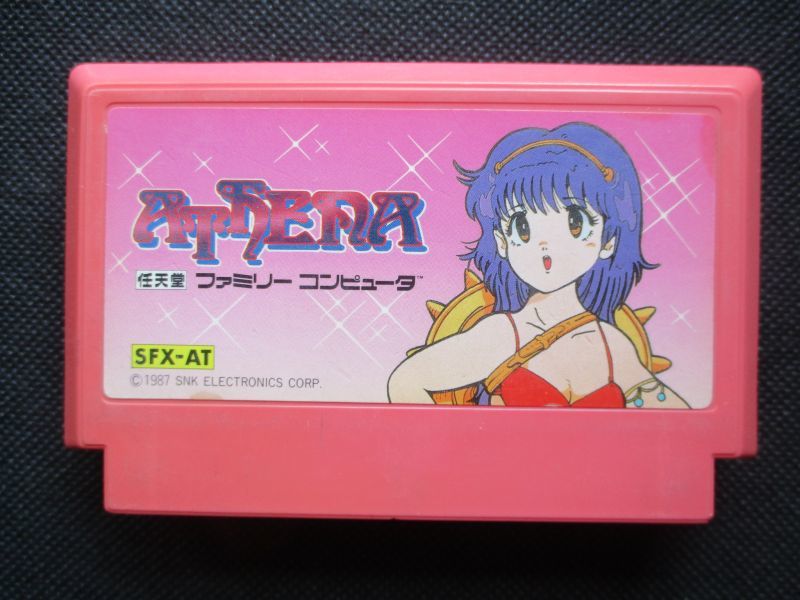 ATHENA
任天堂 ファミリー コンピュータ™
SFX-AT
©1987 SNK ELECTRONICS CORP.